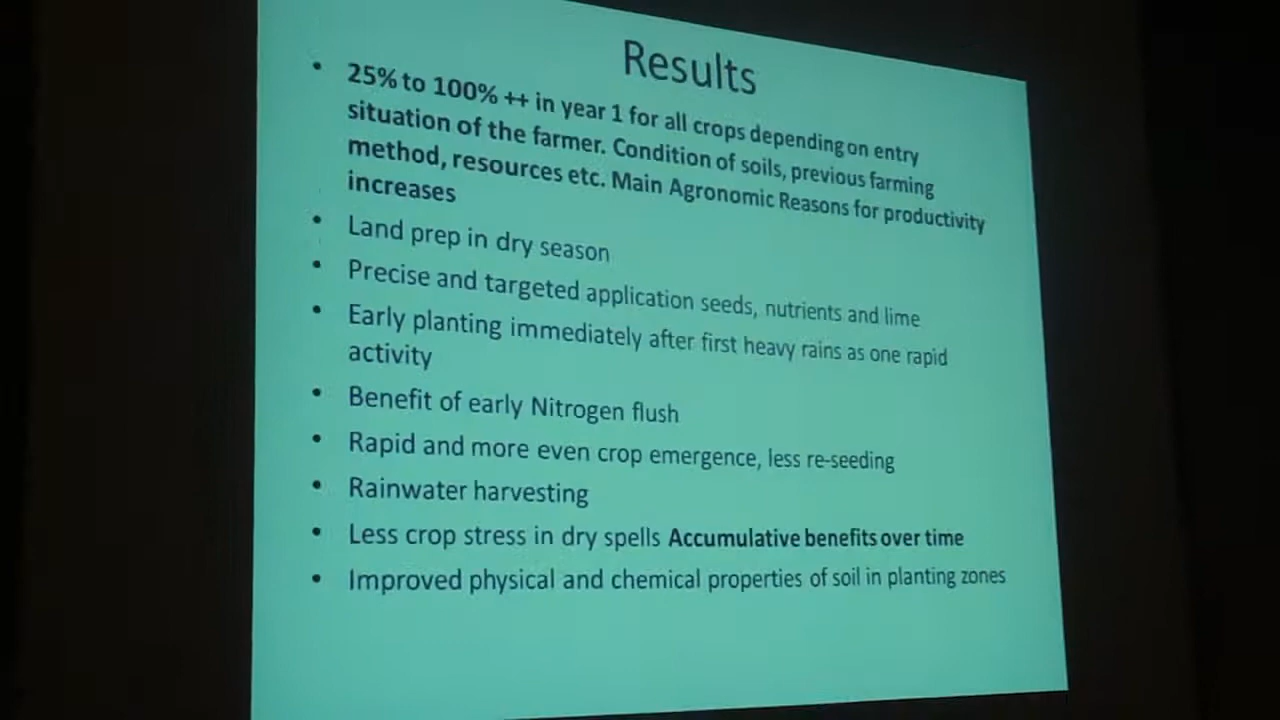 Results
• 25% to 100% ++ in year 1 for all crops depending on entry
situation of the farmer. Condition of soils, previous farming
method, resources etc. Main Agronomic Reasons for productivity
increases
• Land prep in dry season
• Precise and targeted application seeds, nutrients and lime
• Early planting immediately after first heavy rains as one rapid
activity
• Benefit of early Nitrogen flush
• Rapid and more even crop emergence, less re-seeding
• Rainwater harvesting
• Less crop stress in dry spells Accumulative benefits over time
• Improved physical and chemical properties of soil in planting zones